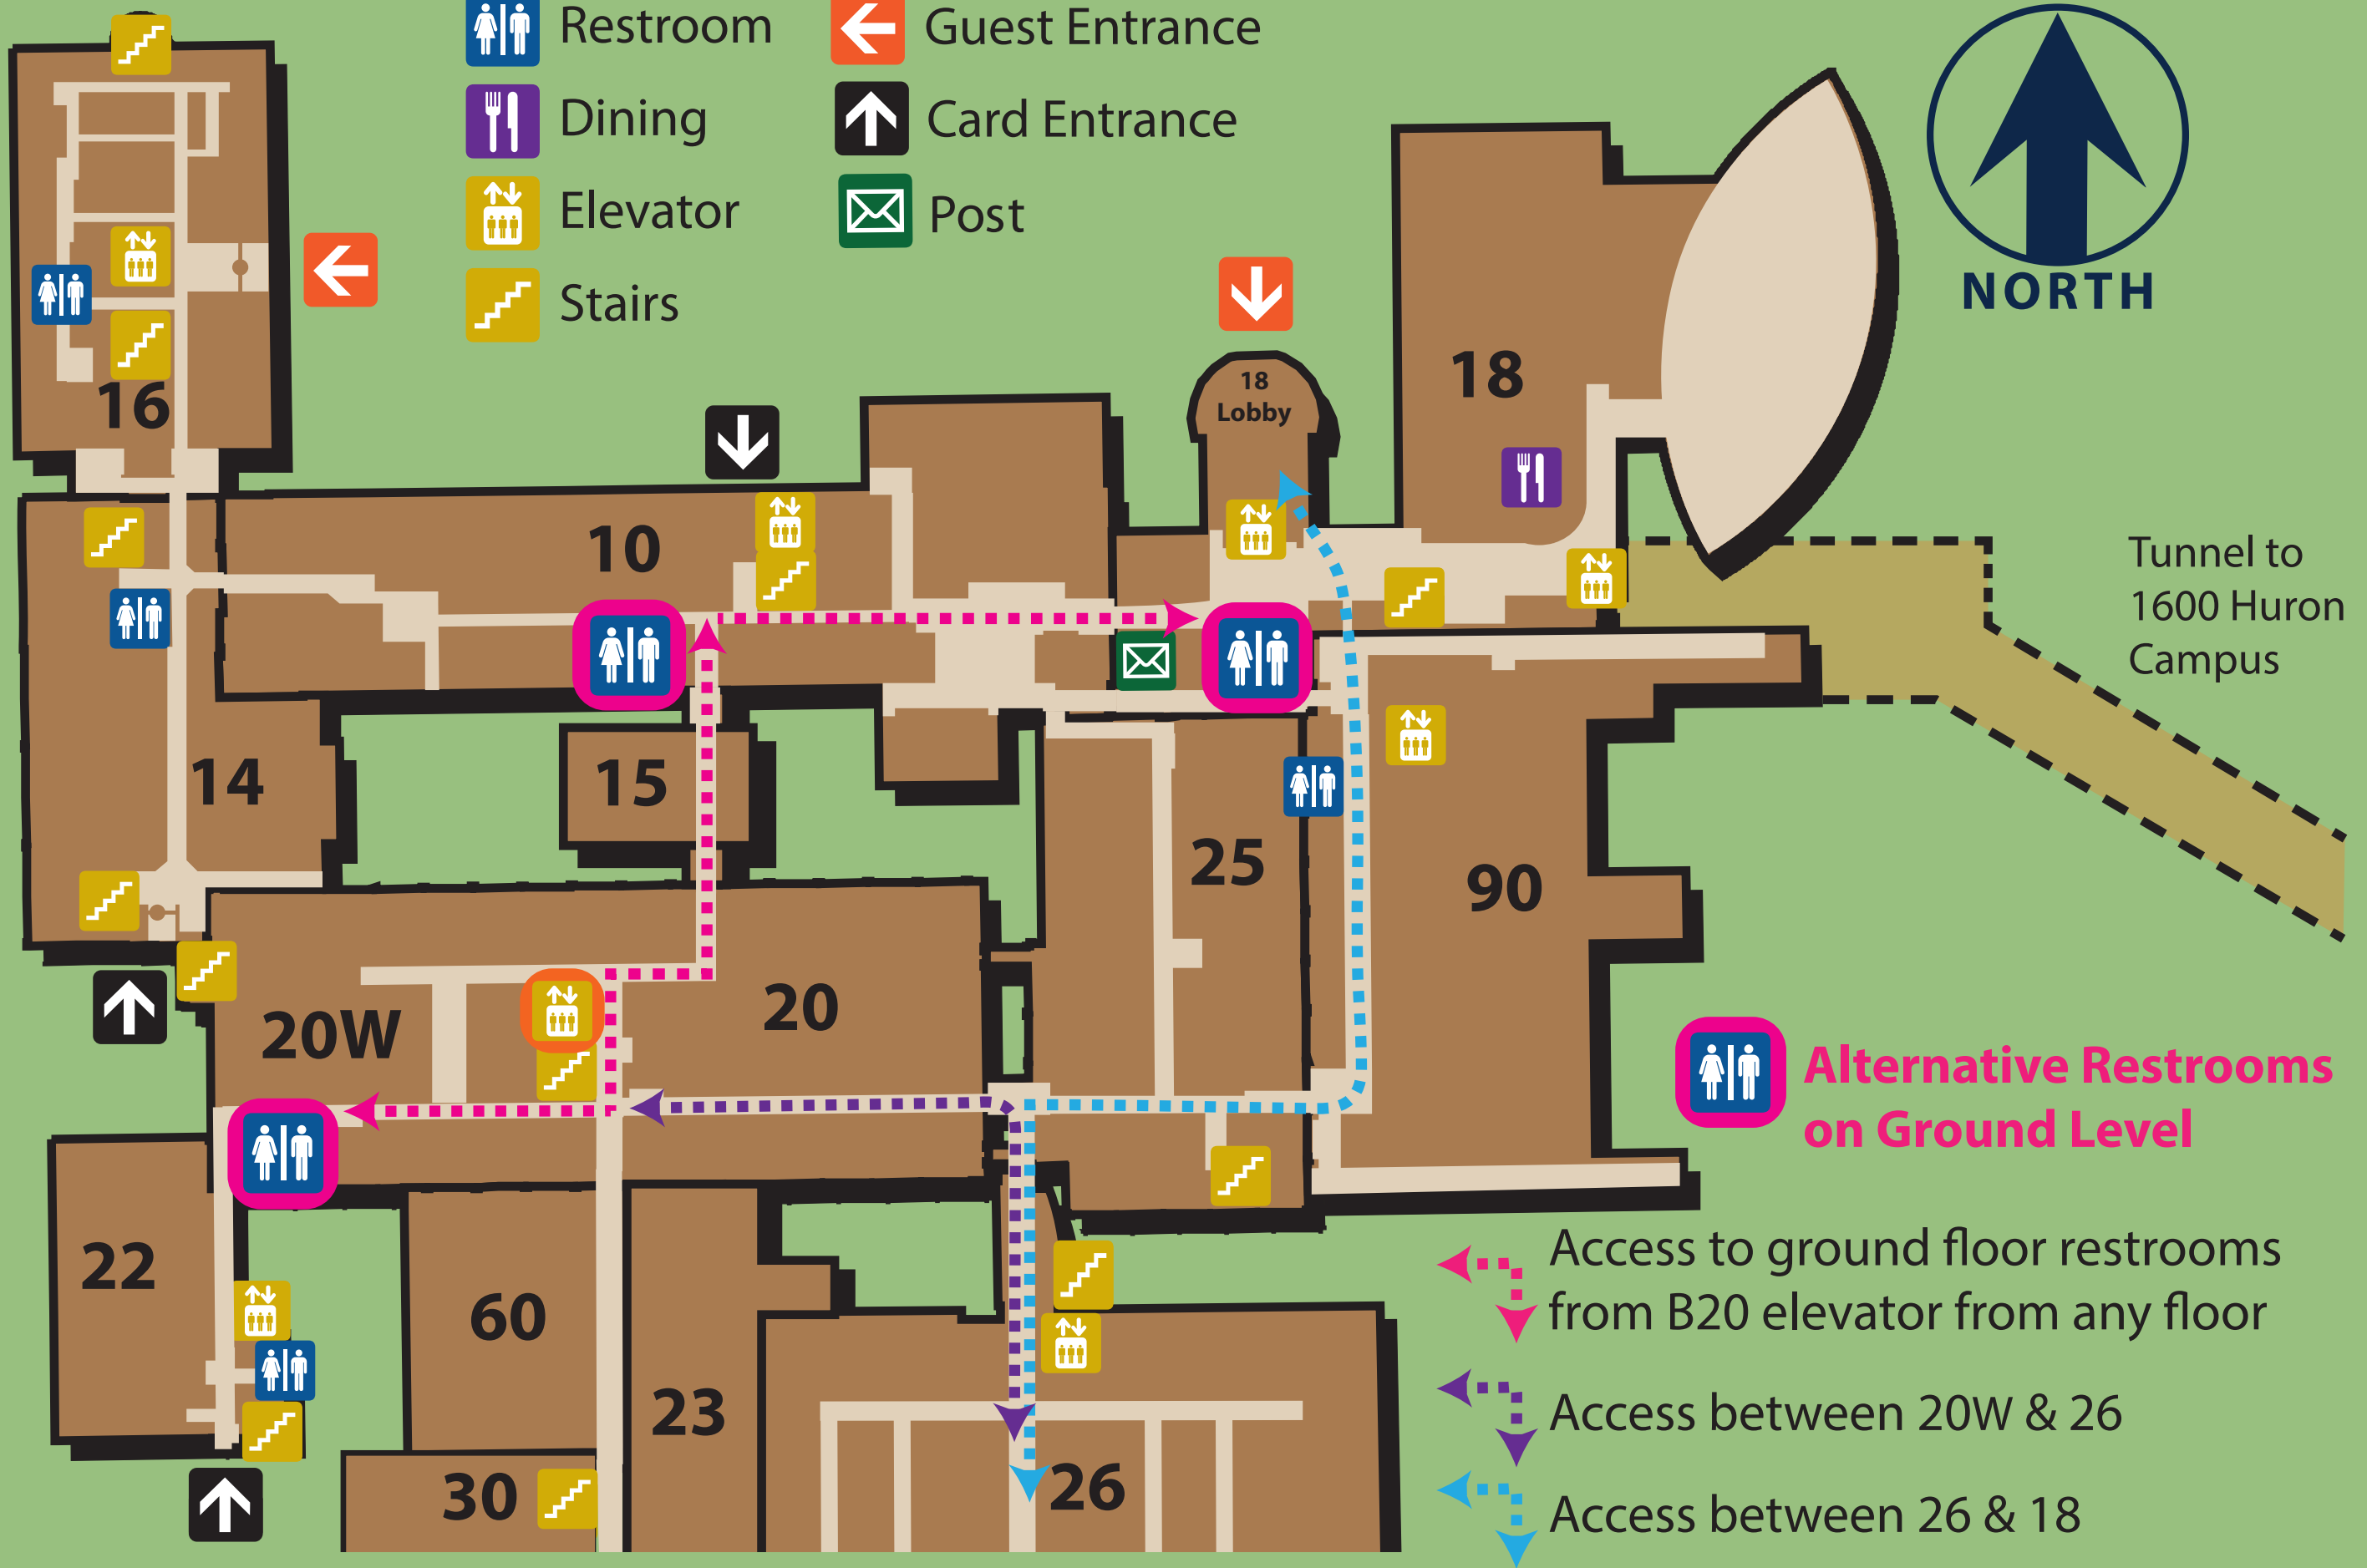 Restroom
Guest Entrance
Dining
Card Entrance
Elevator
Post
Stairs
NORTH
18
Lobby
18
16
10
Tunnel to
1600 Huron
Campus
14
15
25
90
20W
20
Alternative Restrooms
on Ground Level
22
60
23
Access to ground floor restrooms
from B20 elevator from any floor
Access between 20W & 26
30
26
Access between 26 & 18